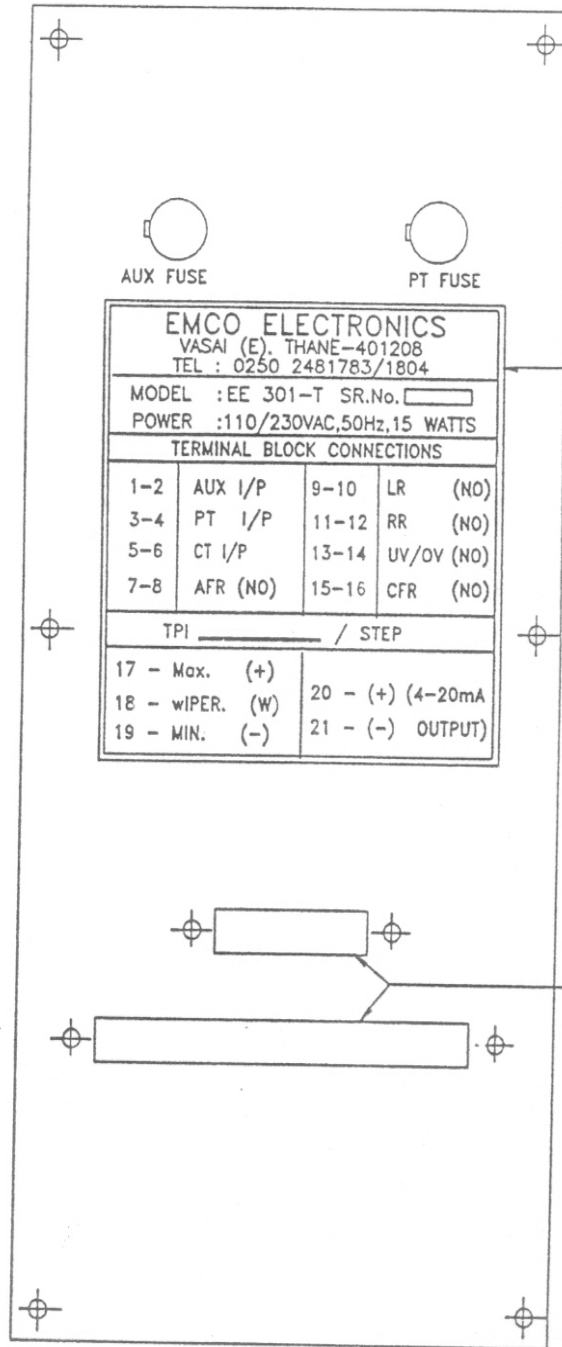 AUX FUSE PT FUSE
EMCO ELECTRONICS
VASAI (E). THANE-401208
TEL : 0250 2481783/1804
MODEL : EE 301-T SR.No.
POWER :110/230VAC,50Hz,15 WATTS
TERMINAL BLOCK CONNECTIONS
1-2 AUX I/P 9-10 LR (NO)
3-4 PT I/P 11-12 RR (NO)
5-6 CT I/P 13-14 UV/OV (NO)
7-8 AFR (NO) 15-16 CFR (NO)
TPI ____________ / STEP
17 - Max. (+)
18 - wIPER. (W)
19 - MIN. (-)
20 - (+) (4-20mA
21 - (-) OUTPUT)